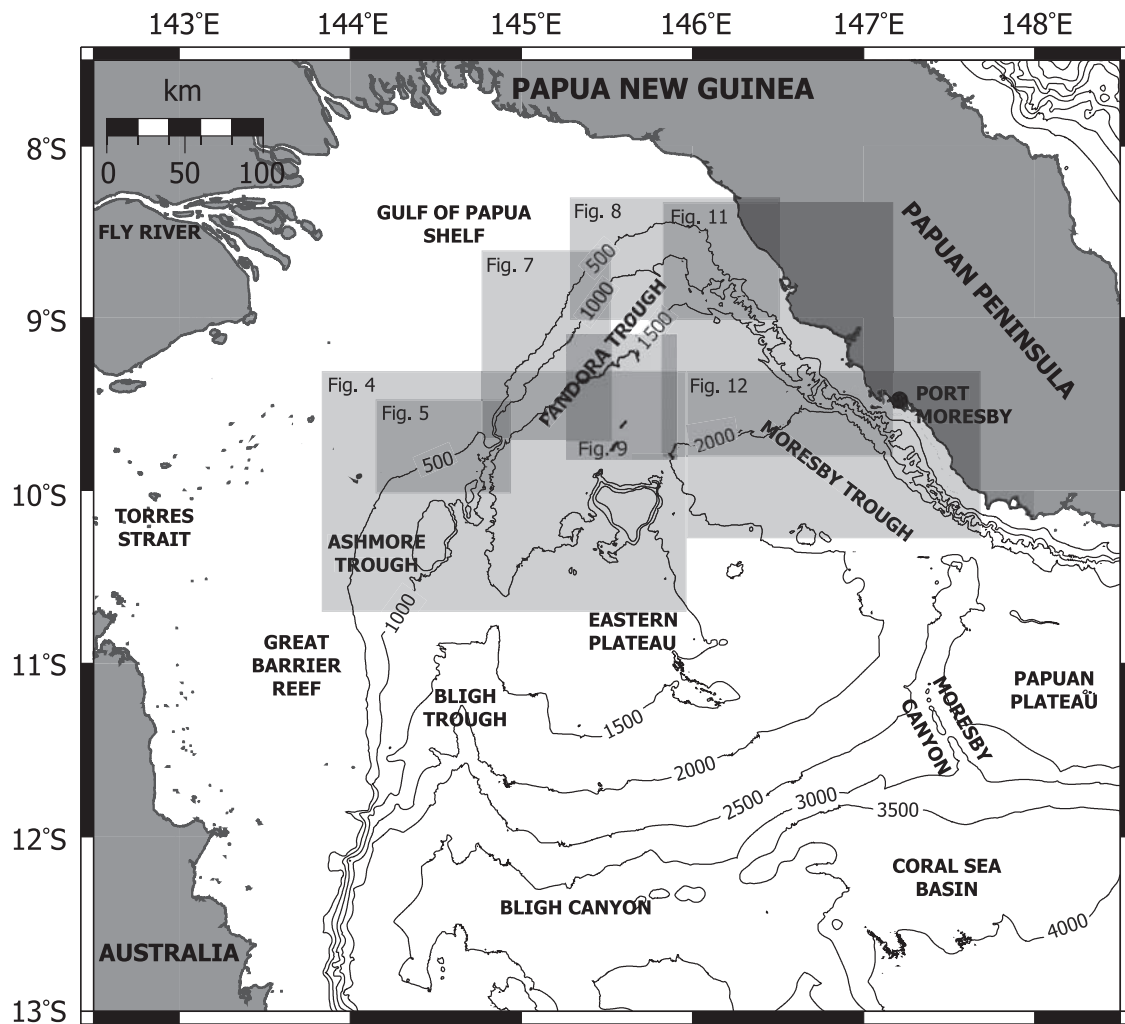 143°E 144°E 145°E 146°E 147°E 148°E
PAPUA NEW GUINEA
km
0 50 100
8°S
FLY RIVER
GULF OF PAPUA
SHELF
Fig. 8
Fig. 11
Fig. 7
500
1000
1500
PANDORA TROUGH
PAPUAN PENINSULA
9°S
Fig. 4
Fig. 5
Fig. 12
PORT
MORESBY
Fig. 9
500
2000
MORESBY TROUGH
10°S
TORRES
STRAIT
ASHMORE
TROUGH
1000
EASTERN
PLATEAU
11°S
GREAT
BARRIER
REEF
BLIGH
TROUGH
1500
MORESBY
CANYON
PAPUAN
PLATEAU
2000
2500
3000
3500
12°S
CORAL SEA
BASIN
BLIGH CANYON
4000
AUSTRALIA
13°S